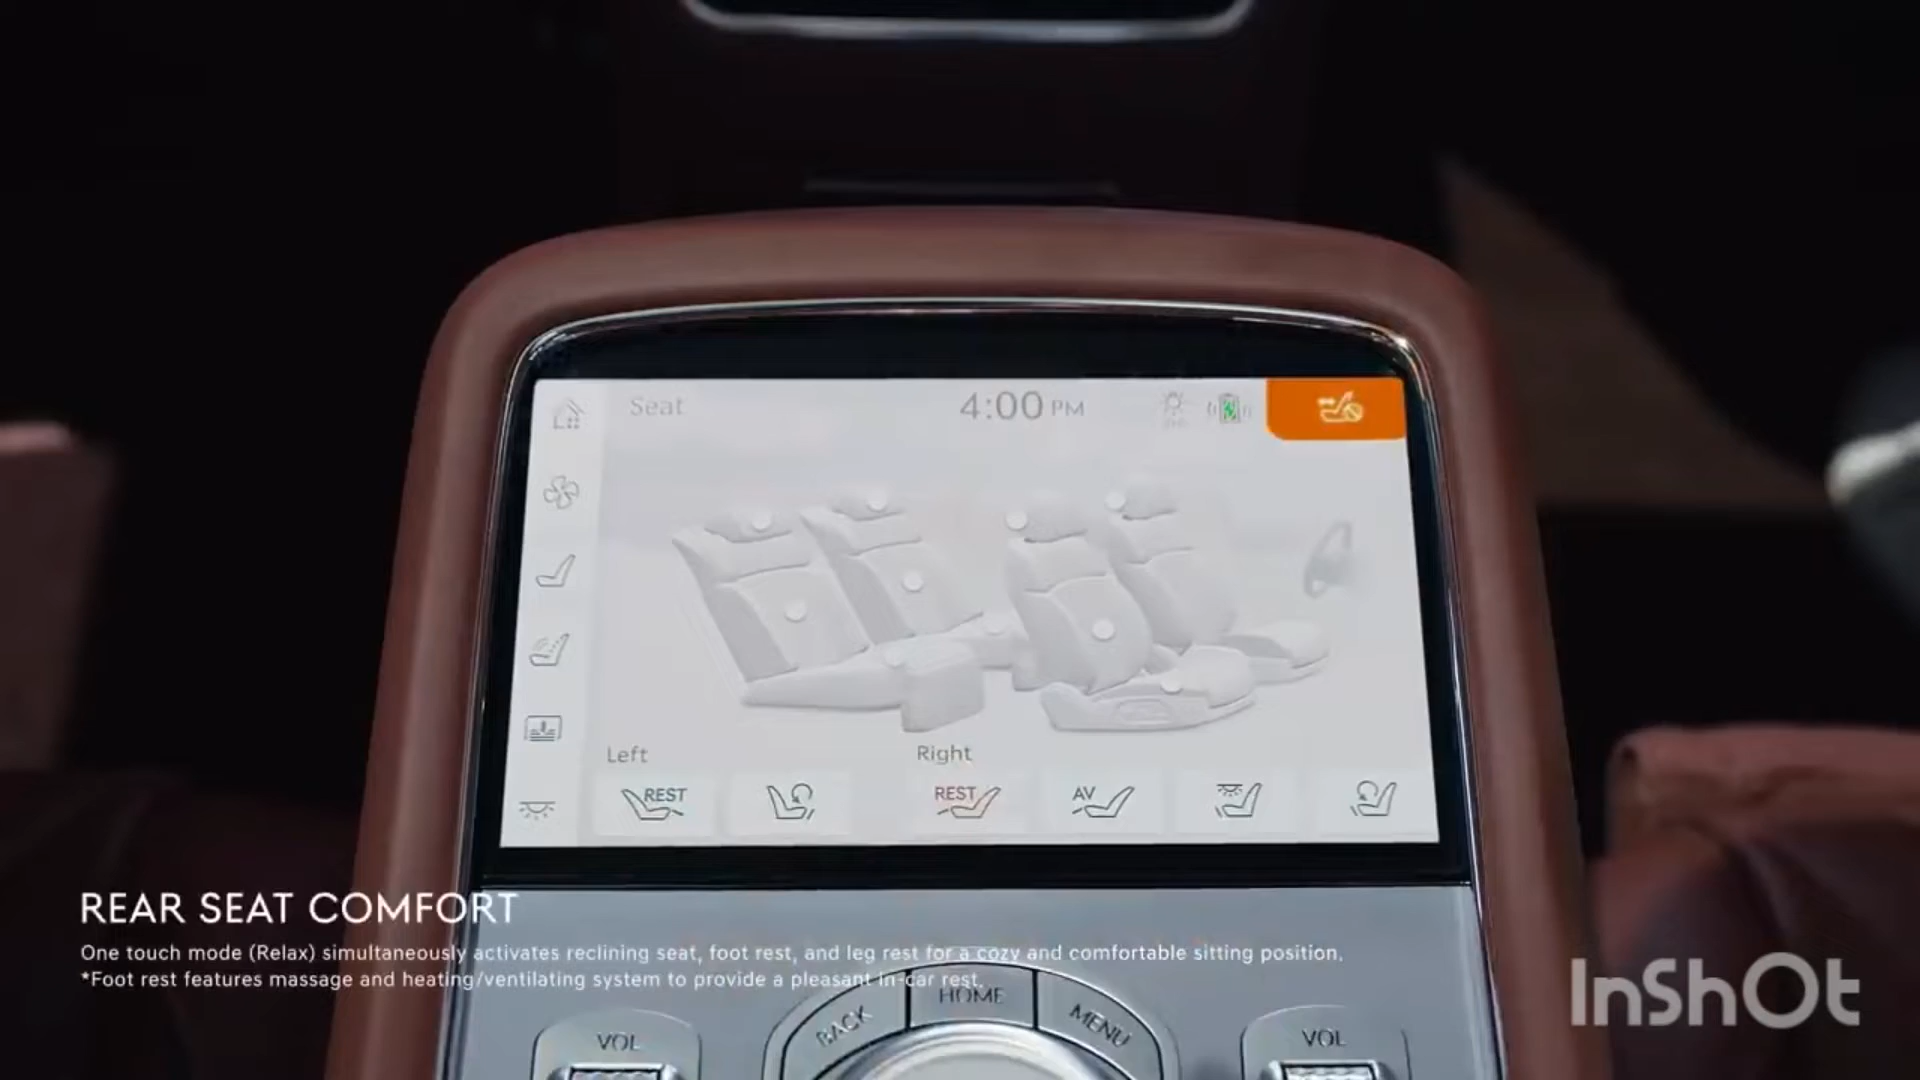 Seat
4:00 PM
Left
Right
REST
REST
AV
REAR SEAT COMFORT
One touch mode (Relax) simultaneously activates reclining seat, foot rest, and leg rest for a cozy and comfortable sitting position.
*Foot rest features massage and heating/ventilating system to provide a pleasant in-car rest.
BACK
HOME
MENU
VOL
VOL
InShOt